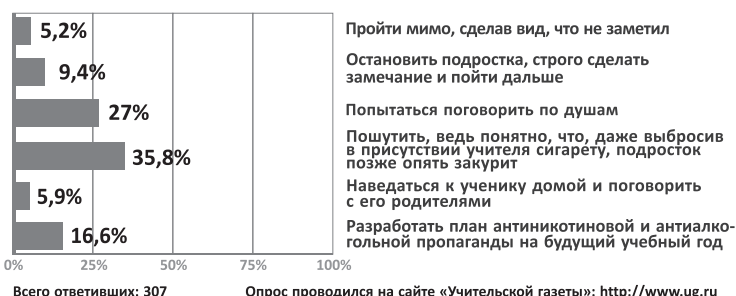 5,2% Пройти мимо, сделав вид, что не заметил
9,4% Остановить подростка, строго сделать
замечание и пойти дальше
27% Попытаться поговорить по душам
35,8% Пошутить, ведь понятно, что, даже выбросив
в присутствии учителя сигарету, подросток
позже опять закурит
5,9% Наведаться к ученику домой и поговорить
с его родителями
16,6% Разработать план антиникотиновой и антиалко-
гольной пропаганды на будущий учебный год
0% 25% 50% 75% 100%
Всего ответивших: 307 Опрос проводился на сайте «Учительской газеты»: http://www.ug.ru